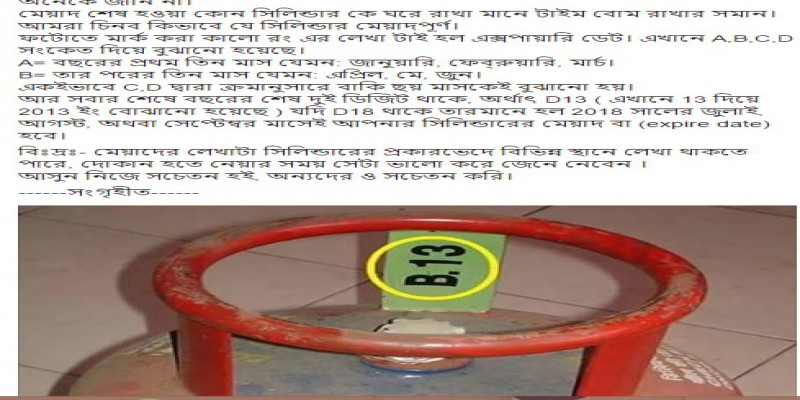 অনেকে জানি না।
মেয়াদ শেষ হওয়া কোন সিলিন্ডার কে ঘরে রাখা মানে টাইম বোম রাখার সমান।
আমরা চিনব কিভাবে যে সিলিন্ডার মেয়াদপূর্ণ।
ফটোতে মার্ক করা কালো রং এর লেখা টাই হল এক্সপায়ারি ডেট। এখানে A,B,C,D
সংকেত দিয়ে বুঝানো হয়েছে।
A= বছরের প্রথম তিন মাস যেমন: জানুয়ারি, ফেব্রুয়ারি, মার্চ।
B= তার পরের তিন মাস যেমন: এপ্রিল, মে, জুন।
একইভাবে C,D দ্বারা ক্রমানুসারে বাকি ছয় মাসকেই বুঝানো হয়।
আর সবার শেষে বছরের শেষ দুই ডিজিট থাকে, অর্থাৎ D13 ( এখানে 13 দিয়ে
2013 ইং বোঝানো হয়েছে ) যদি D18 থাকে তারমানে হল 2018 সালের জুলাই,
আগস্ট, অথবা সেপ্টেম্বর মাসেই আপনার সিলিন্ডারের মেয়াদ বা (expire date)
হবে।
বিঃদ্রঃ- মেয়াদের লেখাটা সিলিন্ডারের প্রকারভেদে বিভিন্ন স্থানে লেখা থাকতে
পারে, দোকান হতে নেয়ার সময় সেটা ভালো করে জেনে নেবেন ।
আসুন নিজে সচেতন হই, অন্যদের ও সচেতন করি।
------সংগৃহীত------
B.13